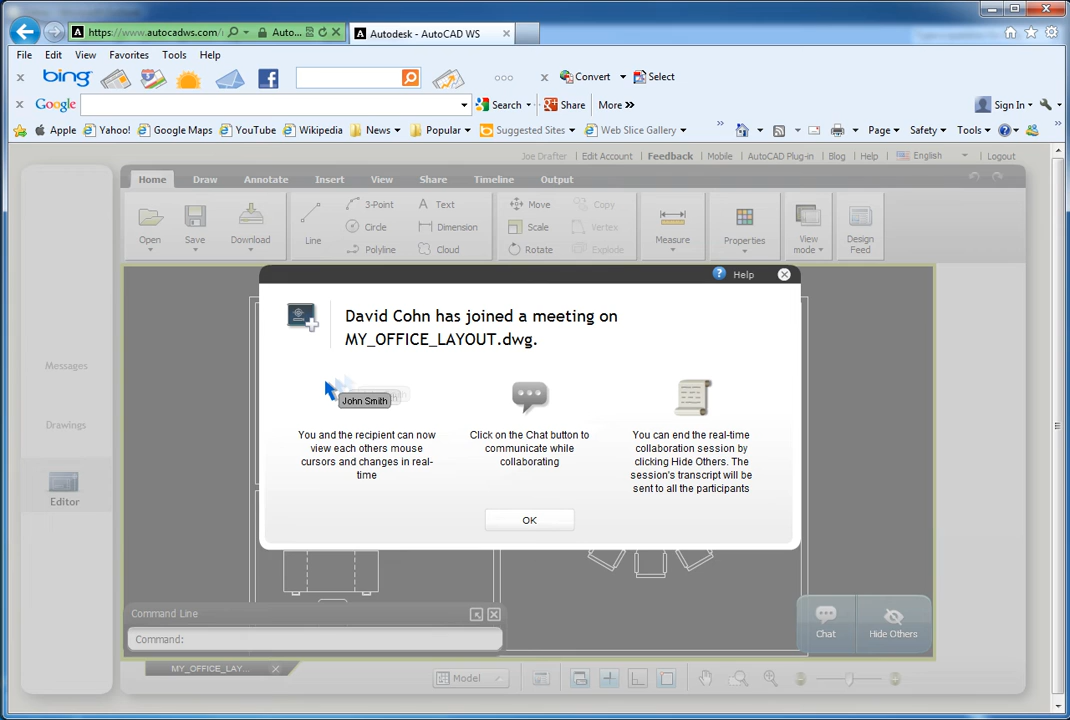 https://www.autocadws.com/ Auto... Autodesk - AutoCAD WS
File Edit View Favorites Tools Help
bing Convert Select
Google Search Share More Sign In
Apple Yahoo! Google Maps YouTube Wikipedia News Popular Suggested Sites Web Slice Gallery Page Safety Tools
Joe Drafter Edit Account Feedback Mobile AutoCAD Plug-in Blog Help English Logout
Home Draw Annotate Insert View Share Timeline Output
3-Point Text Move Copy
Open Save Download Line Circle Dimension Scale Vertex Measure Properties View mode Design Feed
Polyline Cloud Rotate Explode
Help
David Cohn has joined a meeting on
MY_OFFICE_LAYOUT.dwg.
John Smith
You and the recipient can now
view each others mouse
cursors and changes in real-
time
Click on the Chat button to
communicate while
collaborating
You can end the real-time
collaboration session by
clicking Hide Others. The
session's transcript will be
sent to all the participants
OK
Messages
Drawings
Editor
Command Line
Command:
Chat Hide Others
MY_OFFICE_LAY... Model